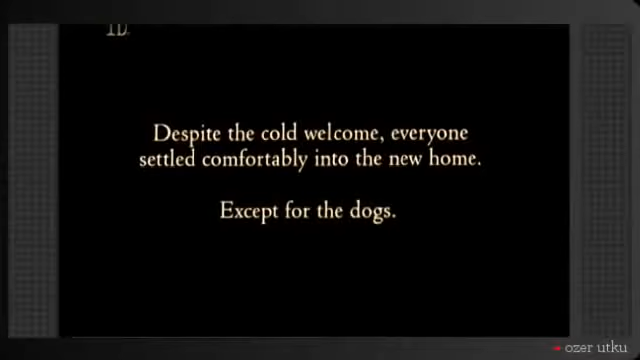 Despite the cold welcome, everyone
settled comfortably into the new home.
Except for the dogs.
ozer utku